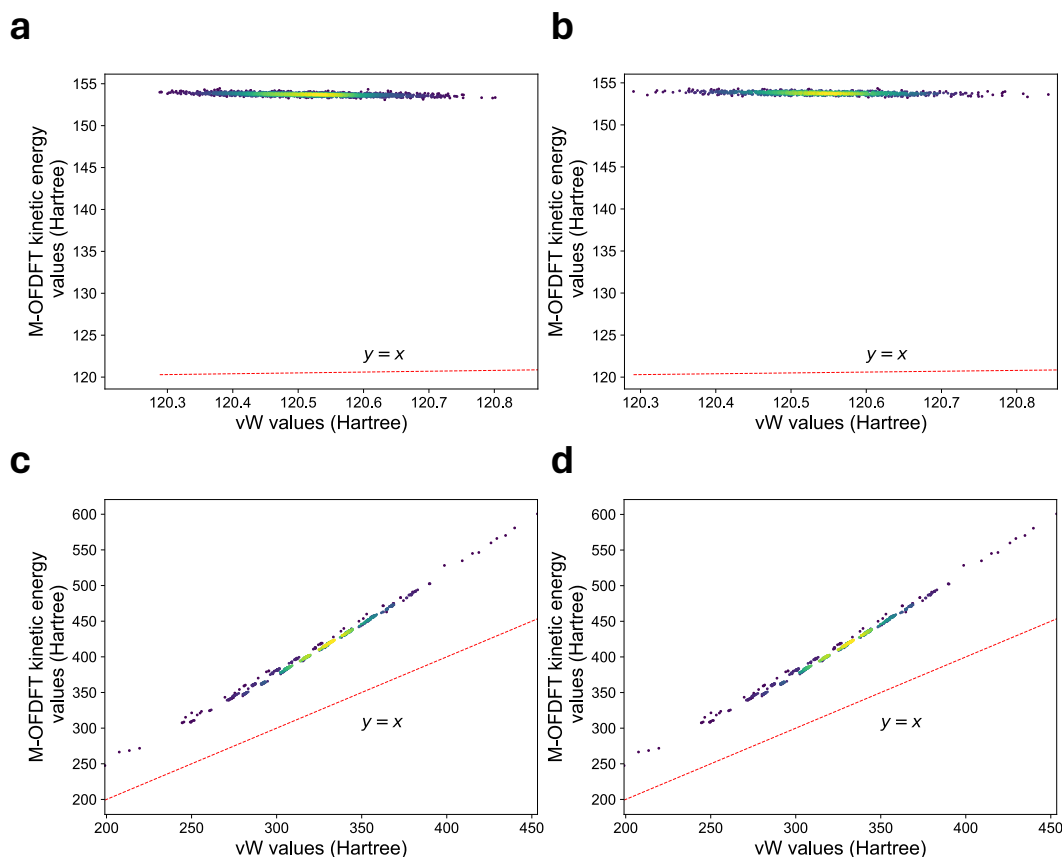 a
M-OFDFT kinetic energy
values (Hartree)
155
150
145
140
135
130
125
120
y = x
120.3 120.4 120.5 120.6 120.7 120.8
vW values (Hartree)
b
M-OFDFT kinetic energy
values (Hartree)
155
150
145
140
135
130
125
120
y = x
120.3 120.4 120.5 120.6 120.7 120.8
vW values (Hartree)
c
M-OFDFT kinetic energy
values (Hartree)
600
550
500
450
400
350
300
250
200
y = x
200 250 300 350 400 450
vW values (Hartree)
d
M-OFDFT kinetic energy
values (Hartree)
600
550
500
450
400
350
300
250
200
y = x
200 250 300 350 400 450
vW values (Hartree)